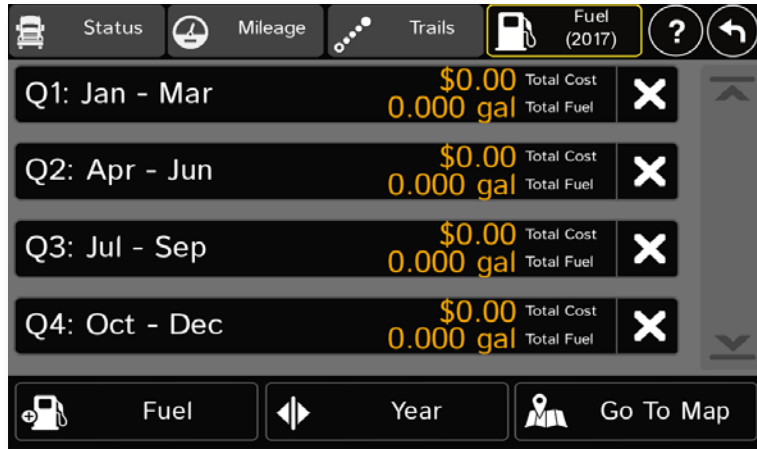 Status
Mileage
Trails
Fuel
(2017)
?
Q1: Jan - Mar
$0.00 Total Cost
0.000 gal Total Fuel
Q2: Apr - Jun
$0.00 Total Cost
0.000 gal Total Fuel
Q3: Jul - Sep
$0.00 Total Cost
0.000 gal Total Fuel
Q4: Oct - Dec
$0.00 Total Cost
0.000 gal Total Fuel
Fuel
Year
Go To Map